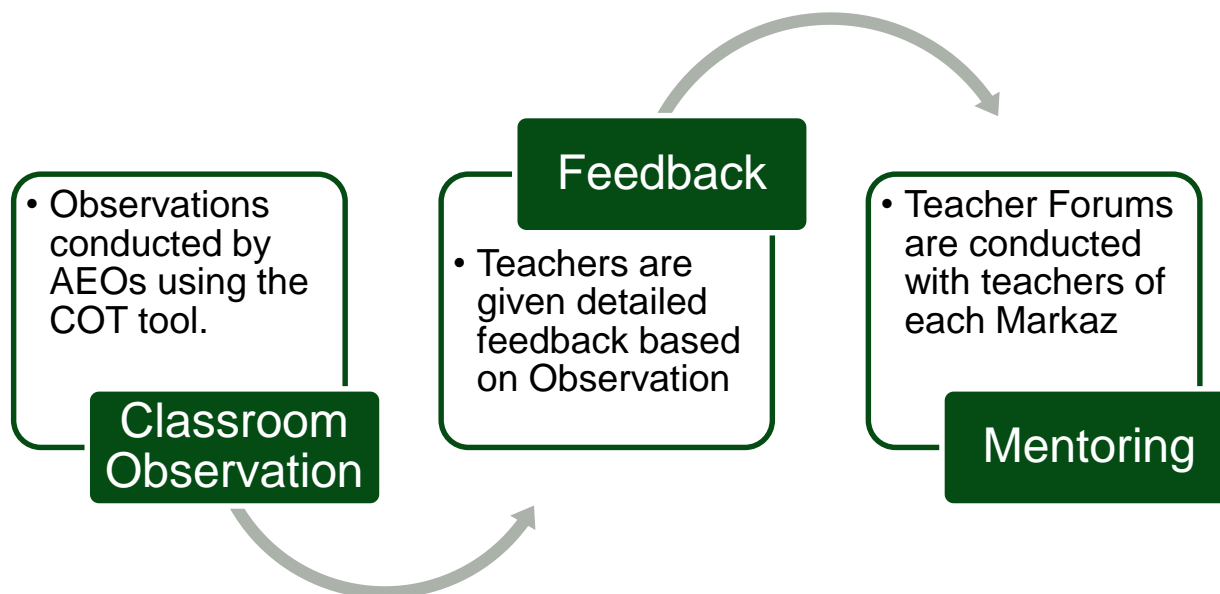 • Observations
conducted by
AEOs using the
COT tool.
Classroom
Observation
Feedback
• Teachers are
given detailed
feedback based
on Observation
• Teacher Forums
are conducted
with teachers of
each Markaz
Mentoring